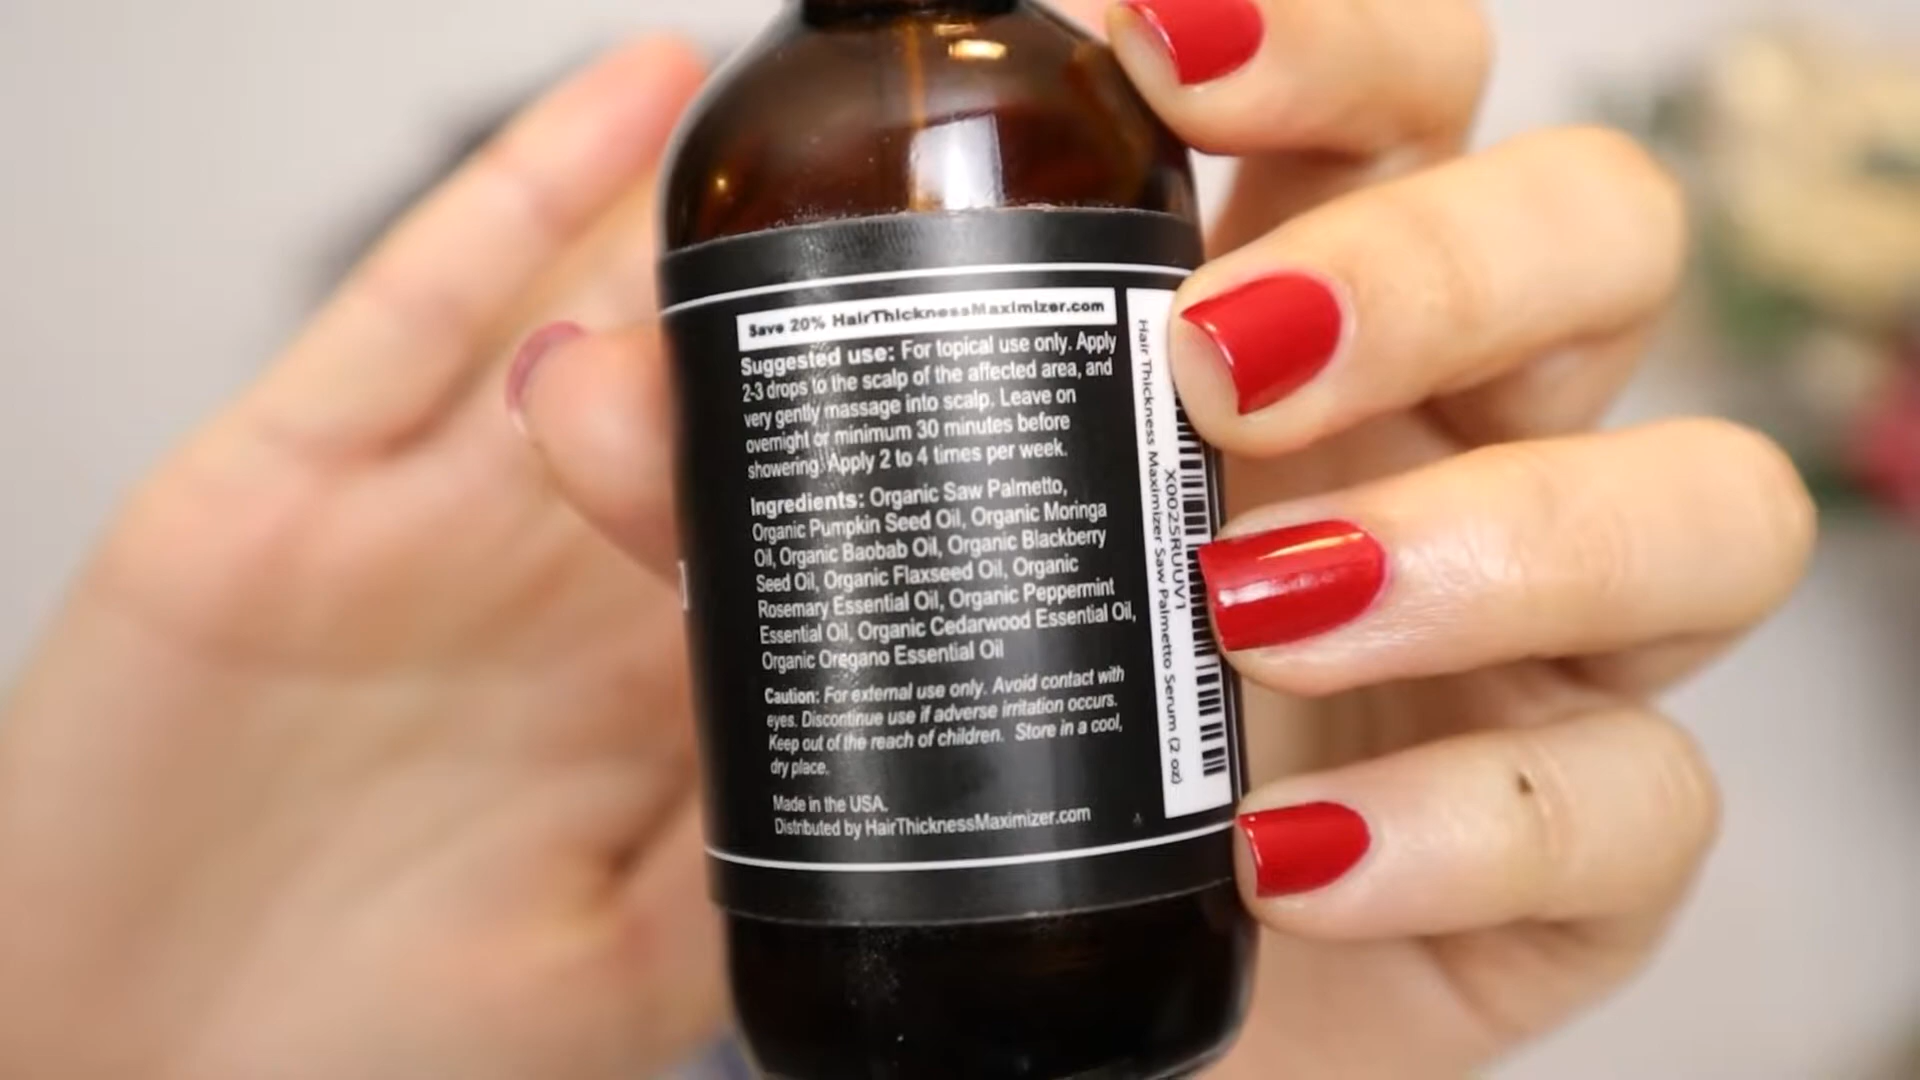 Save 20% HairThicknessMaximizer.com
Suggested use: For topical use only. Apply
2-3 drops to the scalp of the affected area, and
very gently massage into scalp. Leave on
overnight or minimum 30 minutes before
showering. Apply 2 to 4 times per week.
Ingredients: Organic Saw Palmetto,
Organic Pumpkin Seed Oil, Organic Moringa
Oil, Organic Baobab Oil, Organic Blackberry
Seed Oil, Organic Flaxseed Oil, Organic
Rosemary Essential Oil, Organic Peppermint
Essential Oil, Organic Cedarwood Essential Oil,
Organic Oregano Essential Oil
Caution: For external use only. Avoid contact with
eyes. Discontinue use if adverse irritation occurs.
Keep out of the reach of children. Store in a cool,
dry place.
Made in the USA.
Distributed by HairThicknessMaximizer.com
X0025RUUV1
Hair Thickness Maximizer Saw Palmetto Serum (2 oz)